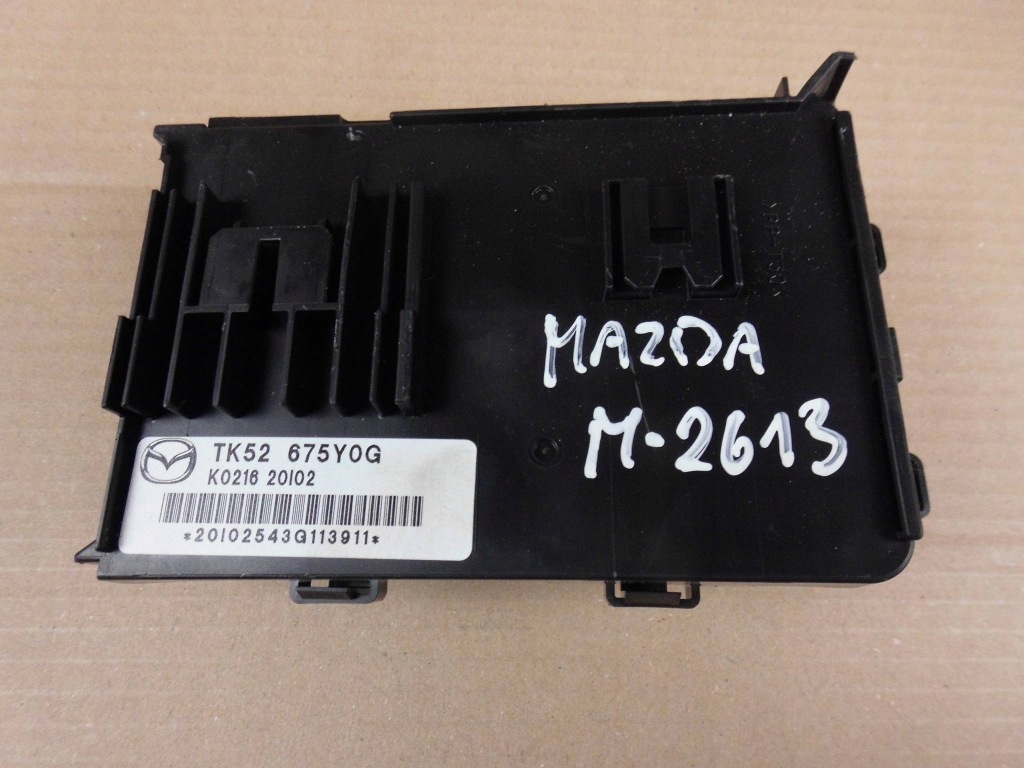 TK52 675Y0G
K0216 20I02
*20I02543G113911*
MAZDA
M-2613